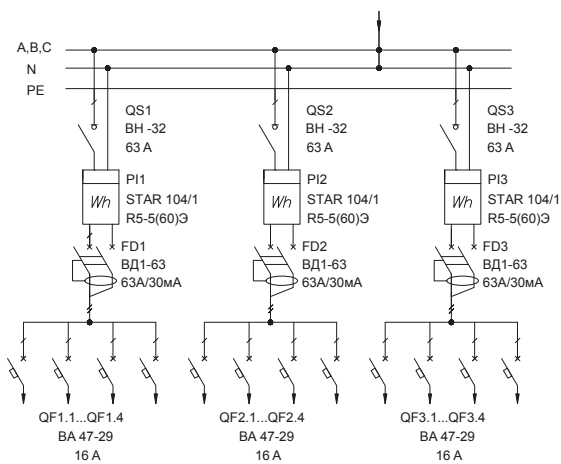 A,B,C
N
PE
QS1
ВН -32
63 А
QS2
ВН -32
63 А
QS3
ВН -32
63 А
Wh
PI1
STAR 104/1
R5-5(60)Э
Wh
PI2
STAR 104/1
R5-5(60)Э
Wh
PI3
STAR 104/1
R5-5(60)Э
FD1
ВД1-63
63А/30мА
FD2
ВД1-63
63А/30мА
FD3
ВД1-63
63А/30мА
QF1.1...QF1.4
ВА 47-29
16 А
QF2.1...QF2.4
ВА 47-29
16 А
QF3.1...QF3.4
ВА 47-29
16 А